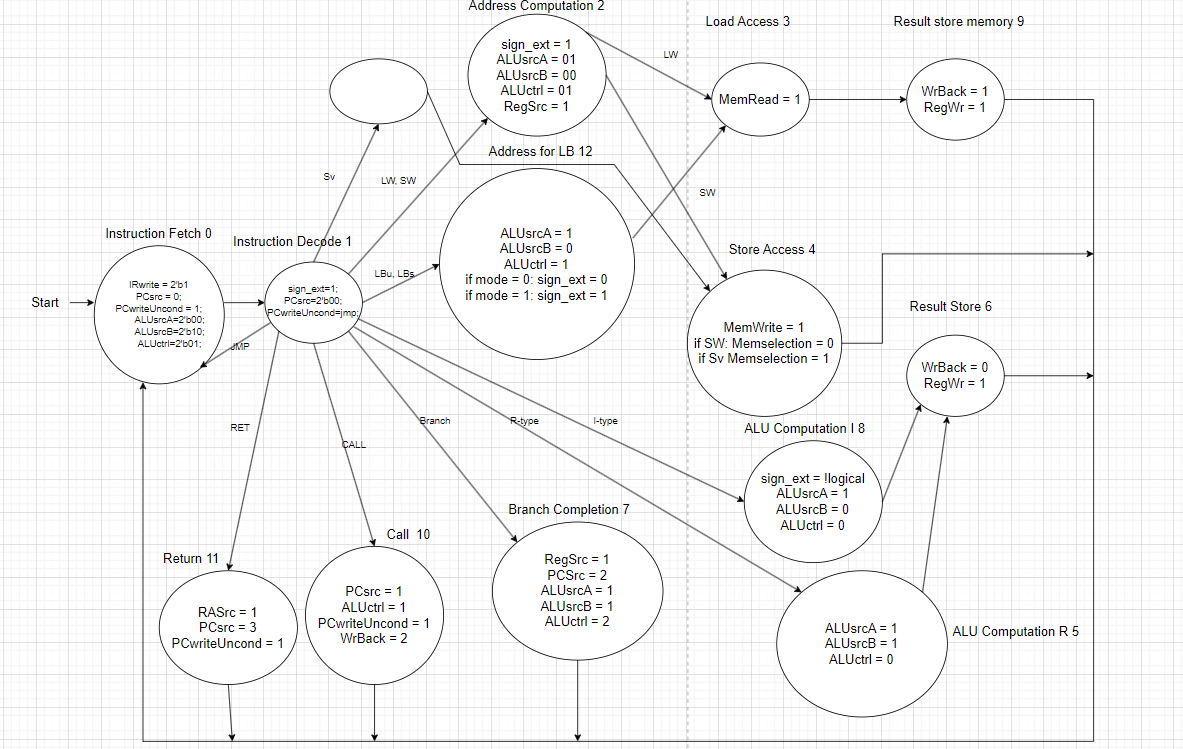 Address Computation 2
sign_ext = 1
ALUsrcA = 01
ALUsrcB = 00
ALUctrl = 01
RegSrc = 1
Load Access 3
MemRead = 1
Result store memory 9
WrBack = 1
RegWr = 1
LW
Sv
LW, SW
SW
Address for LB 12
ALUsrcA = 1
ALUsrcB = 0
ALUctrl = 1
if mode = 0: sign_ext = 0
if mode = 1: sign_ext = 1
Instruction Fetch 0
Start
IRwrite = 2'b1
PCsrc = 0;
PCwriteUncond = 1;
ALUsrcA=2'b00;
ALUsrcB=2'b10;
ALUctrl=2'b01;
Instruction Decode 1
sign_ext=1;
PCsrc=2'b00;
PCwriteUncond=jmp;
LBu, LBs
JMP
Store Access 4
MemWrite = 1
if SW: Memselection = 0
if Sv Memselection = 1
Result Store 6
WrBack = 0
RegWr = 1
RET
CALL
Branch
R-type
I-type
ALU Computation I 8
sign_ext = !logical
ALUsrcA = 1
ALUsrcB = 0
ALUctrl = 0
Return 11
RASrc = 1
PCsrc = 3
PCwriteUncond = 1
Call  10
PCsrc = 1
ALUctrl = 1
PCwriteUncond = 1
WrBack = 2
Branch Completion 7
RegSrc = 1
PCSrc = 2
ALUsrcA = 1
ALUsrcB = 1
ALUctrl = 2
ALUsrcA = 1
ALUsrcB = 1
ALUctrl = 0
ALU Computation R 5